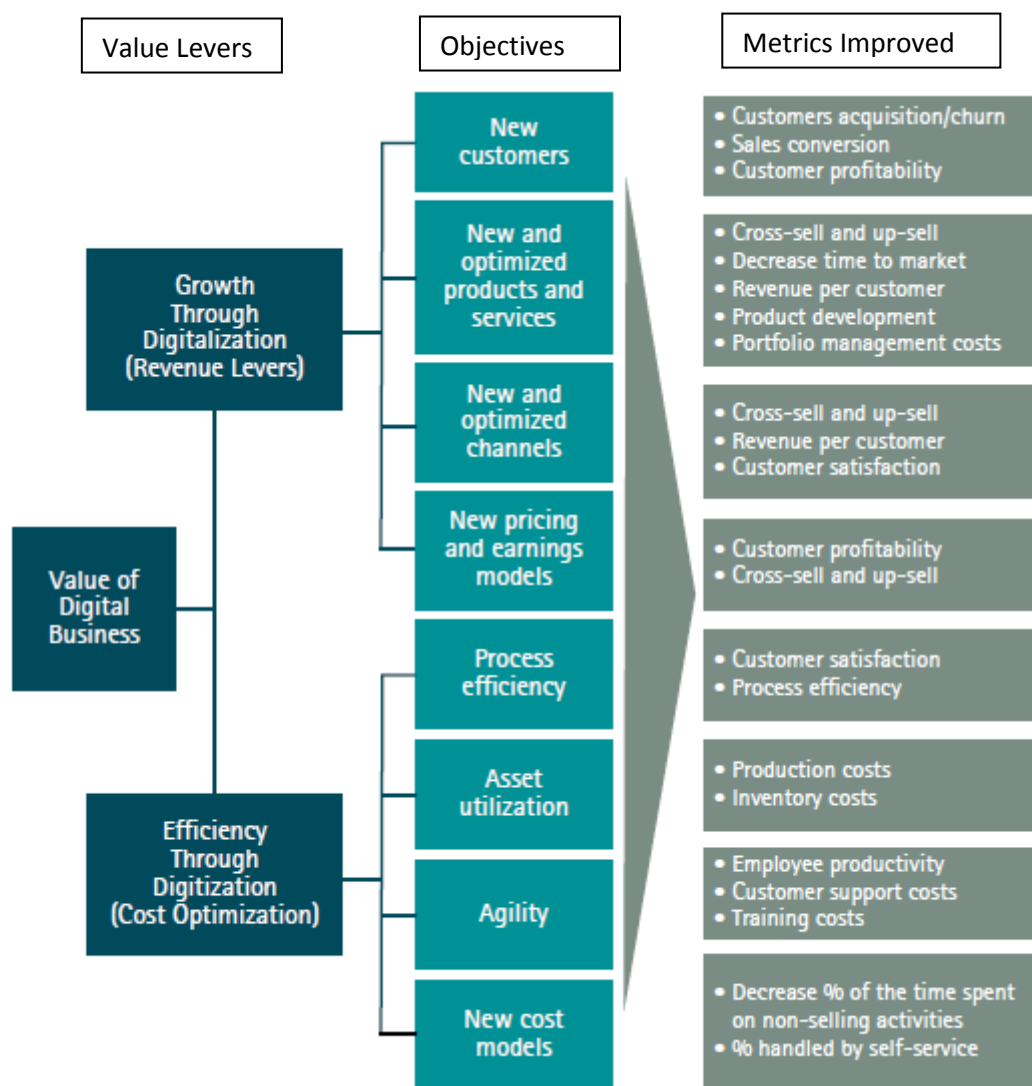 Value Levers
Objectives
Metrics Improved
Value of
Digital
Business
Growth
Through
Digitalization
(Revenue Levers)
Efficiency
Through
Digitization
(Cost Optimization)
New
customers
New and
optimized
products and
services
New and
optimized
channels
New pricing
and earnings
models
Process
efficiency
Asset
utilization
Agility
New cost
models
• Customers acquisition/churn
• Sales conversion
• Customer profitability
• Cross-sell and up-sell
• Decrease time to market
• Revenue per customer
• Product development
• Portfolio management costs
• Cross-sell and up-sell
• Revenue per customer
• Customer satisfaction
• Customer profitability
• Cross-sell and up-sell
• Customer satisfaction
• Process efficiency
• Production costs
• Inventory costs
• Employee productivity
• Customer support costs
• Training costs
• Decrease % of the time spent
on non-selling activities
• % handled by self-service